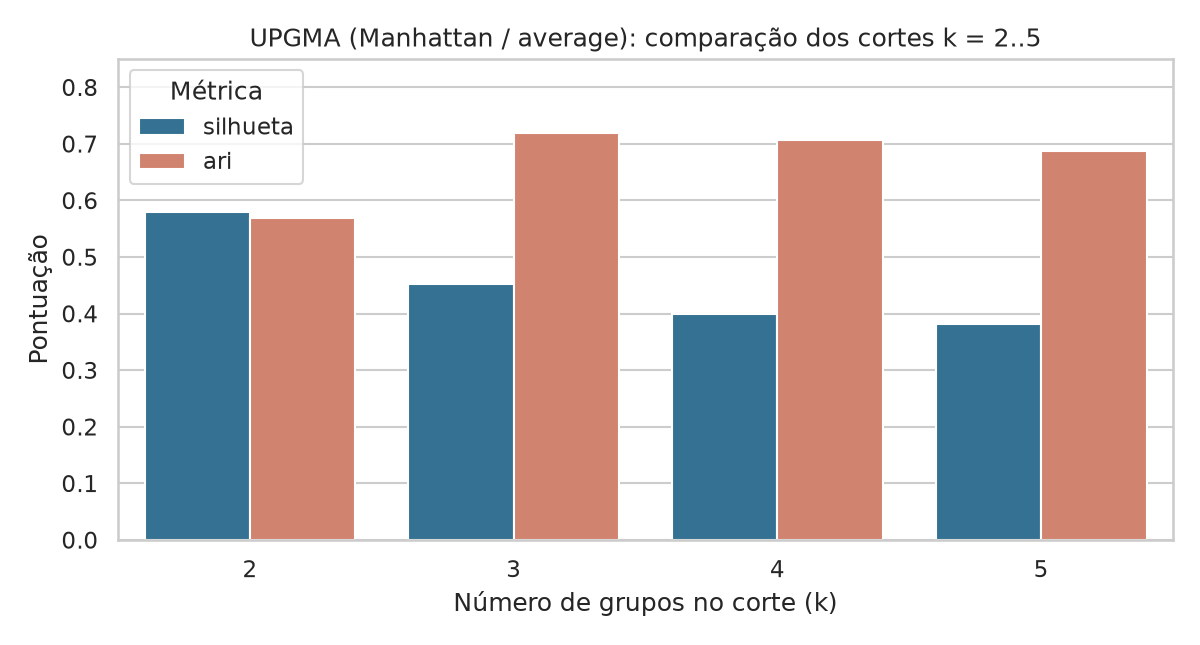 UPGMA (Manhattan / average): comparação dos cortes k = 2..5
Métrica
silhueta
ari
Pontuação
0.8
0.7
0.6
0.5
0.4
0.3
0.2
0.1
0.0
2 3 4 5
Número de grupos no corte (k)